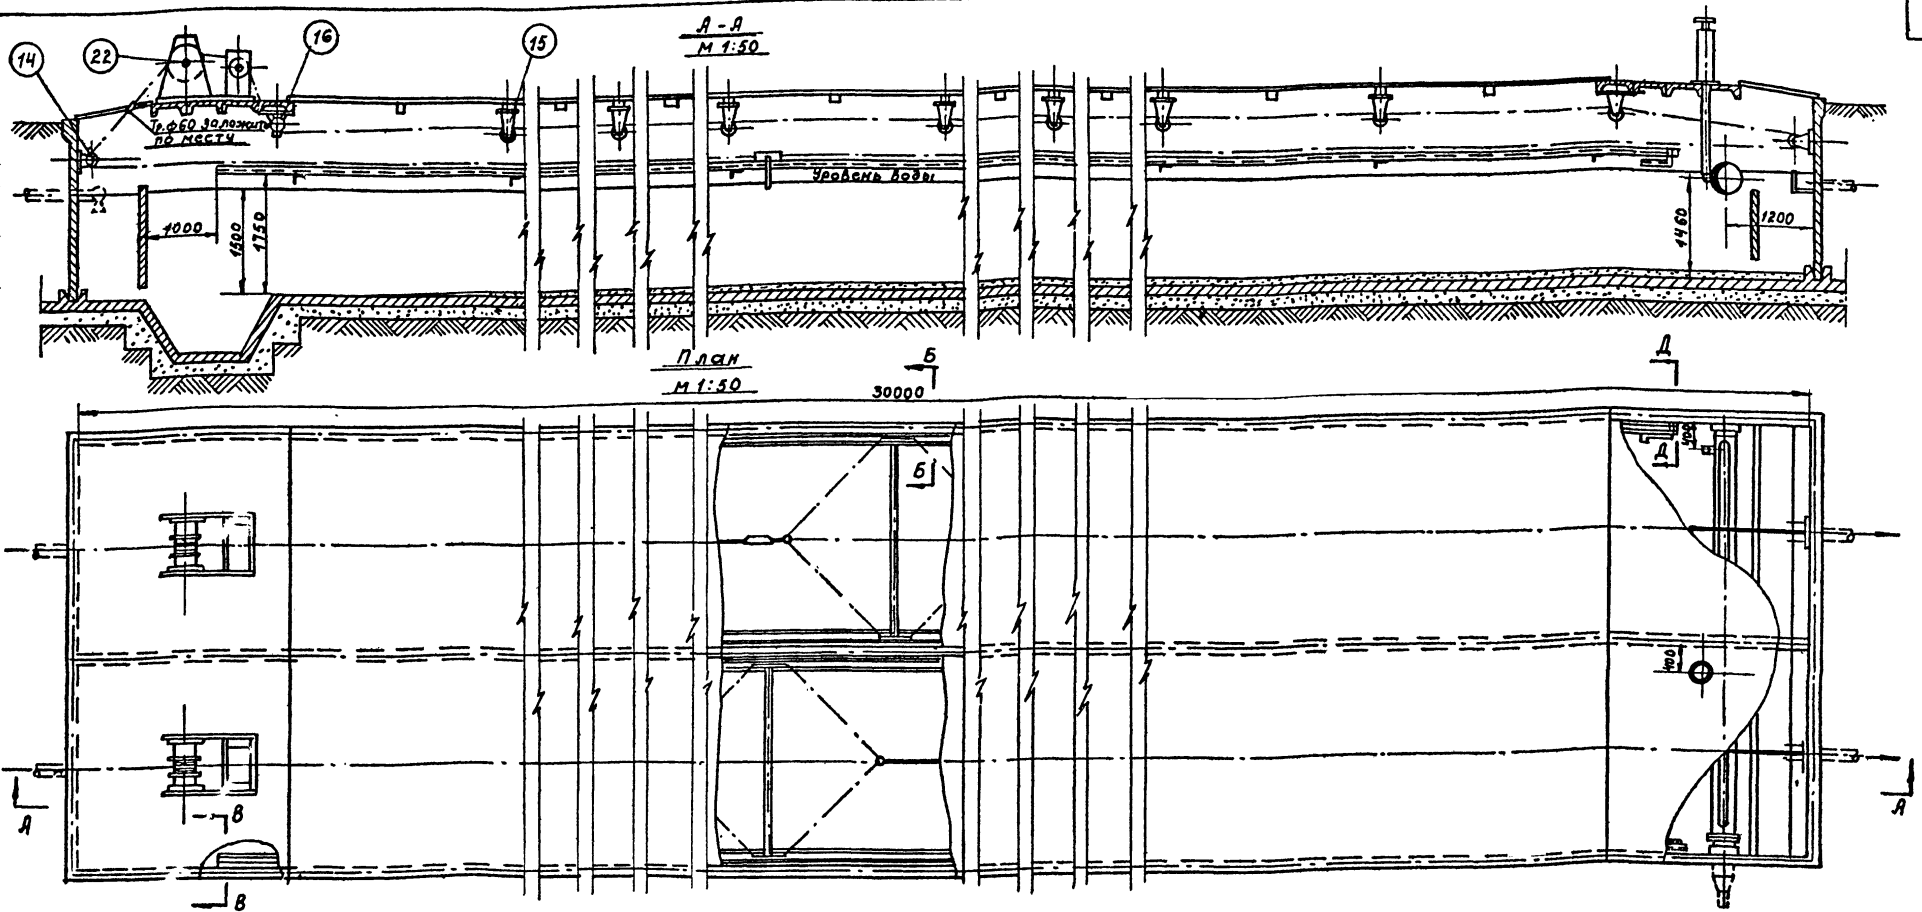 А - А
М 1:50
14
22
16
15
Тр.ф60 заложить
по месту
Уровень воды
1000
1500
1750
1460
1200
План
М 1:50
Б
Д
30000
Б
400
Д
400
А
А
В
В